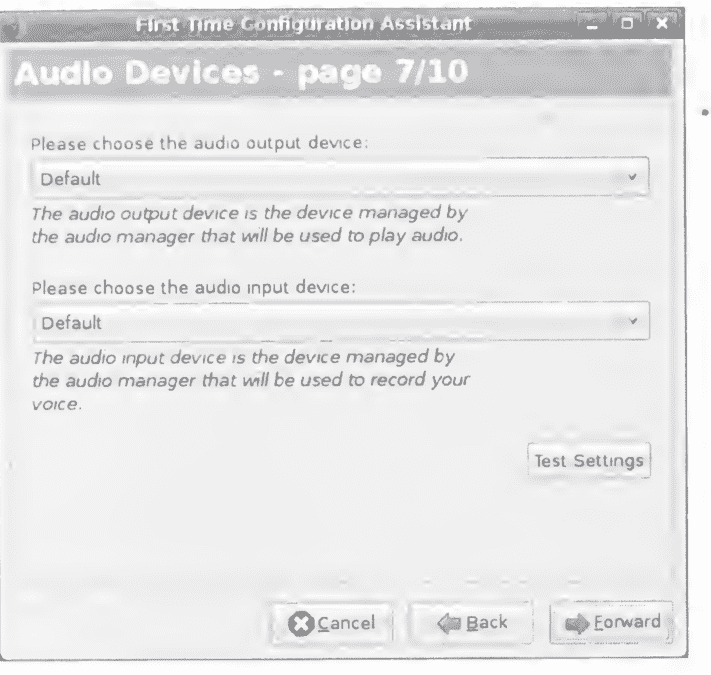 First Time Configuration Assistant
Audio Devices - page 7/10
Please choose the audio output device:
Default
The audio output device is the device managed by
the audio manager that will be used to play audio.
Please choose the audio input device:
Default
The audio input device is the device managed by
the audio manager that will be used to record your
voice.
Test Settings
Cancel
Back
Forward